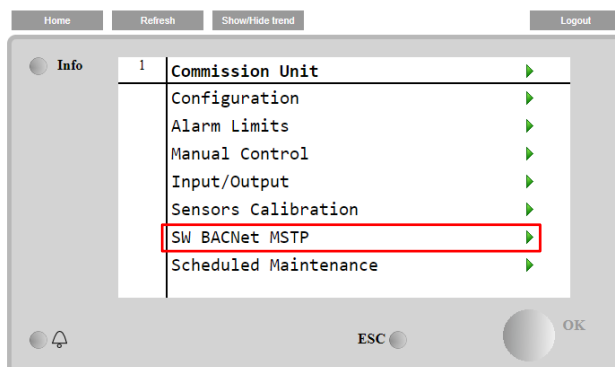 Home Refresh Show/Hide trend Logout
Info
1 Commission Unit
Configuration
Alarm Limits
Manual Control
Input/Output
Sensors Calibration
SW BACNet MSTP
Scheduled Maintenance
ESC OK